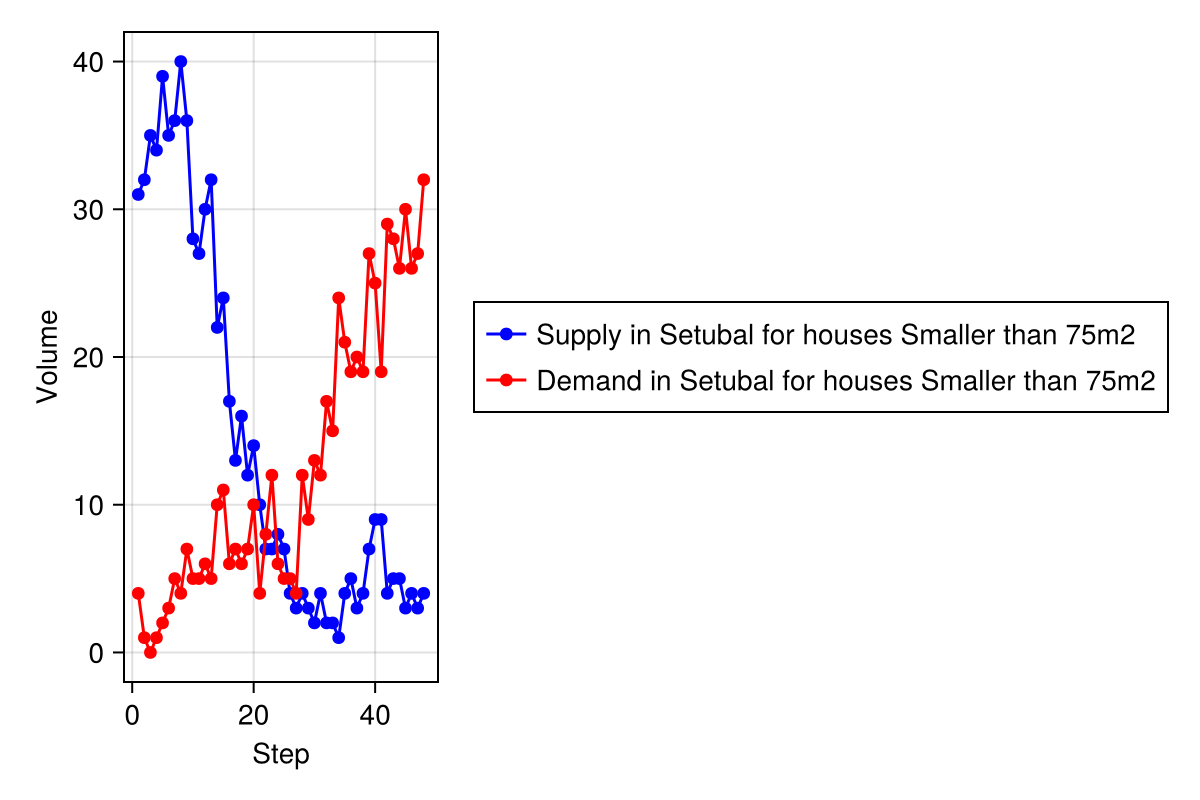 40
30
20
10
0
Volume
0 20 40
Step
Supply in Setubal for houses Smaller than 75m2
Demand in Setubal for houses Smaller than 75m2